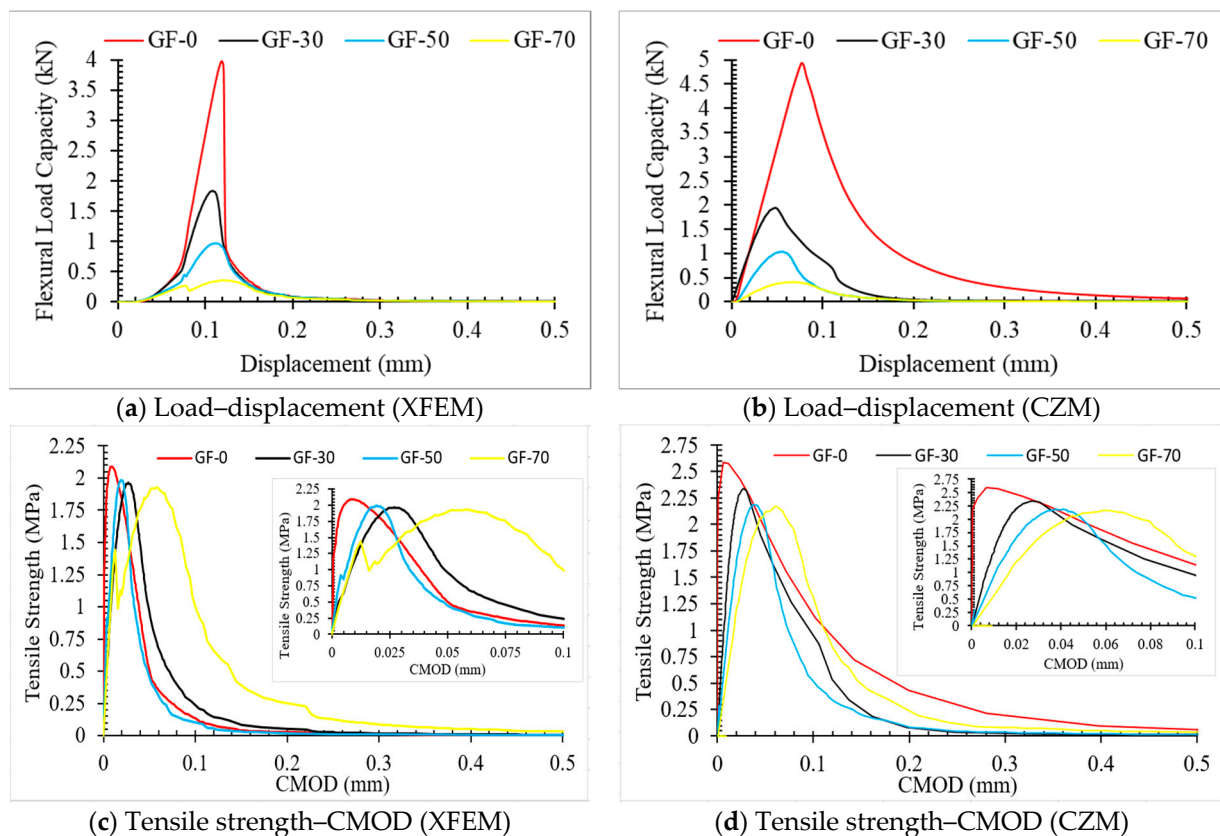 GF-0 GF-30 GF-50 GF-70
Flexural Load Capacity (kN)
4
3.5
3
2.5
2
1.5
1
0.5
0
0 0.1 0.2 0.3 0.4 0.5
Displacement (mm)
(a) Load–displacement (XFEM)
GF-0 GF-30 GF-50 GF-70
Flexural Load Capacity (kN)
5
4.5
4
3.5
3
2.5
2
1.5
1
0.5
0
0 0.1 0.2 0.3 0.4 0.5
Displacement (mm)
(b) Load–displacement (CZM)
GF-0 GF-30 GF-50 GF-70
Tensile Strength (MPa)
2.25
2
1.75
1.5
1.25
1
0.75
0.5
0.25
0
0 0.1 0.2 0.3 0.4 0.5
CMOD (mm)
Tensile Strength (MPa)
2.25
2
1.75
1.5
1.25
1
0.75
0.5
0.25
0
0 0.025 0.05 0.075 0.1
CMOD (mm)
(c) Tensile strength–CMOD (XFEM)
GF-0 GF-30 GF-50 GF-70
Tensile Strength (MPa)
2.75
2.5
2.25
2
1.75
1.5
1.25
1
0.75
0.5
0.25
0
0 0.1 0.2 0.3 0.4 0.5
CMOD (mm)
Tensile Strength (MPa)
2.75
2.5
2.25
2
1.75
1.5
1.25
1
0.75
0.5
0.25
0
0 0.02 0.04 0.06 0.08 0.1
CMOD (mm)
(d) Tensile strength–CMOD (CZM)